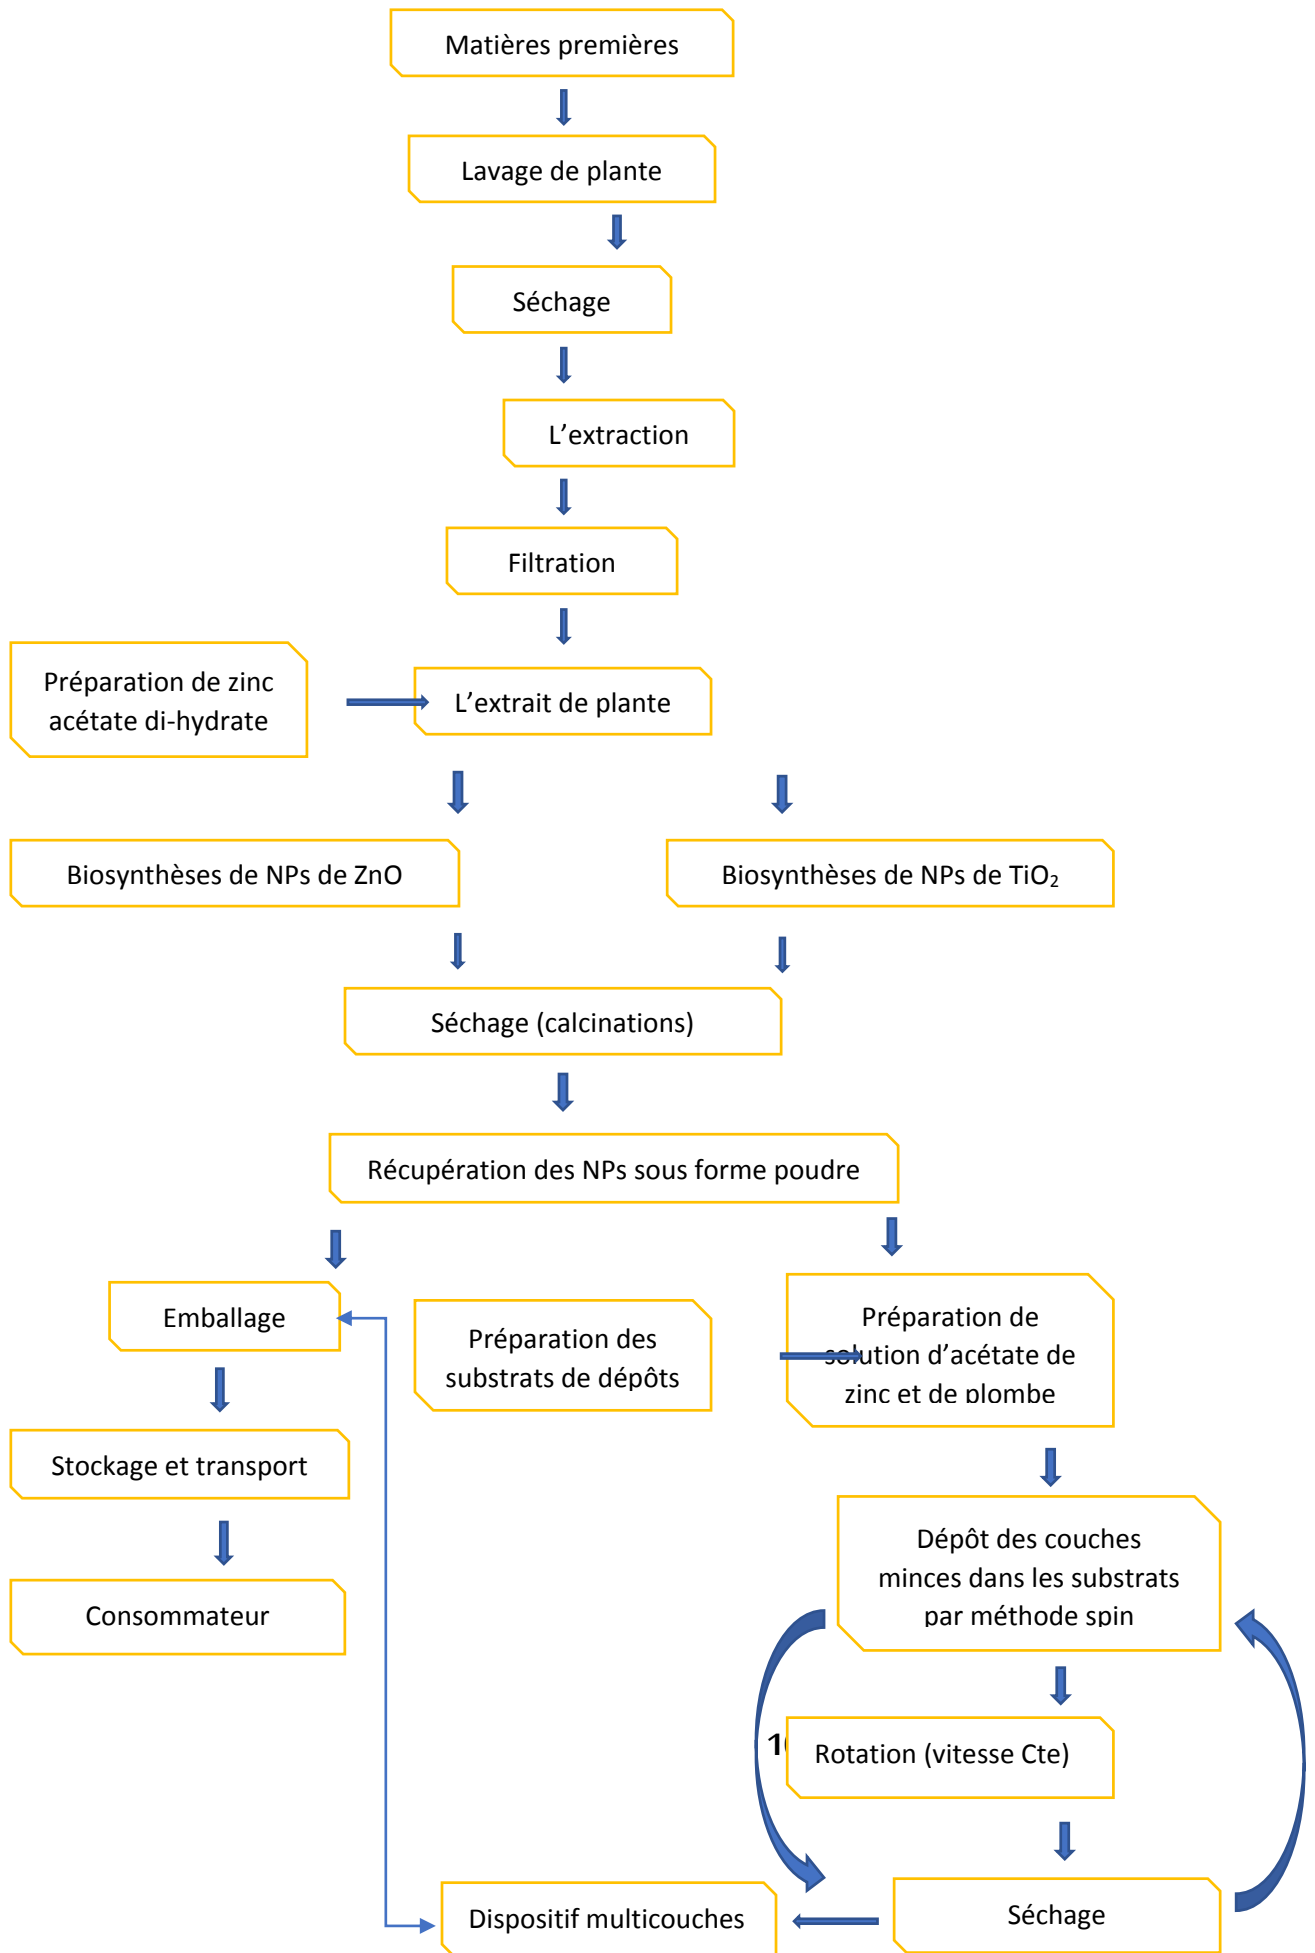 Matières premières
Lavage de plante
Séchage
L’extraction
Filtration
Préparation de zinc
acétate di-hydrate
L’extrait de plante
Biosynthèses de NPs de ZnO
Biosynthèses de NPs de TiO₂
Séchage (calcinations)
Récupération des NPs sous forme poudre
Emballage
Préparation des
substrats de dépôts
Préparation de
solution d’acétate de
zinc et de plombe
Stockage et transport
Dépôt des couches
minces dans les substrats
par méthode spin
Consommateur
Rotation (vitesse Cte)
Séchage
Dispositif multicouches